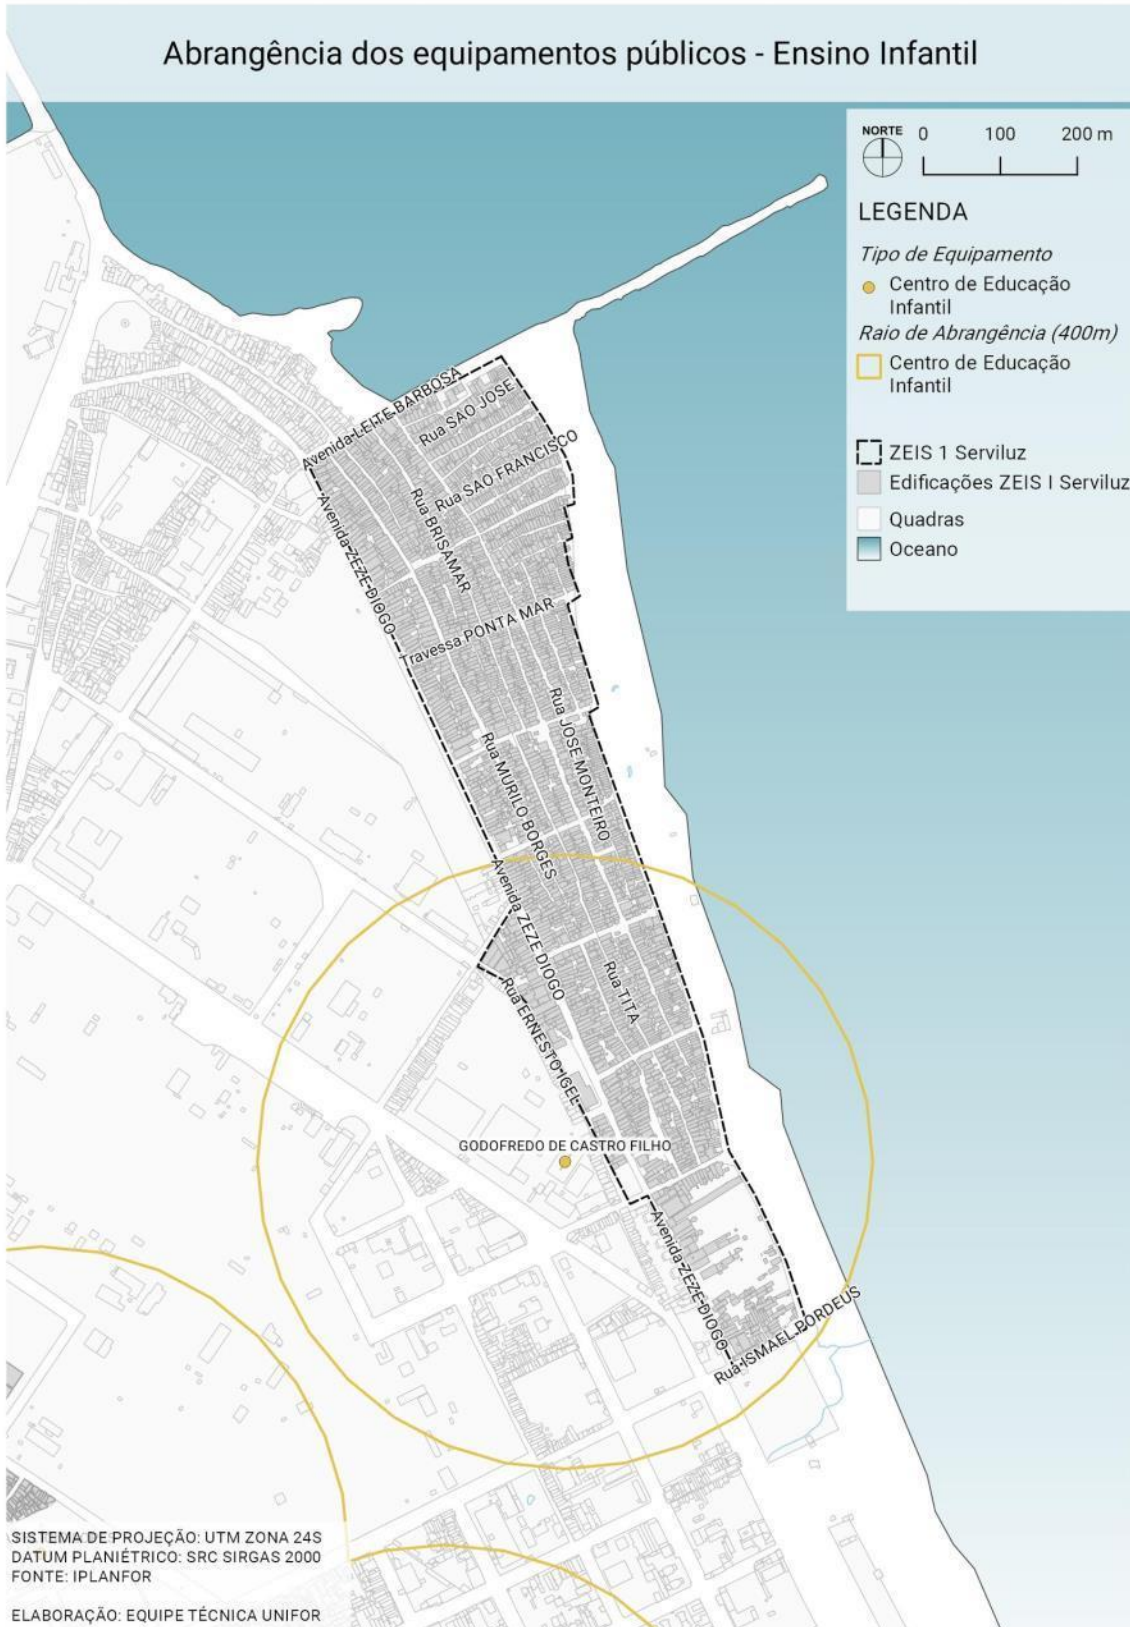 Abrangência dos equipamentos públicos - Ensino Infantil
NORTE
0 100 200 m
LEGENDA
Tipo de Equipamento
Centro de Educação
Infantil
Raio de Abrangência (400m)
Centro de Educação
Infantil
ZEIS 1 Serviluz
Edificações ZEIS I Serviluz
Quadras
Oceano
Avenida LEITE BARBOSA
Rua SAO JOSE
Rua SAO FRANCISCO
Avenida ZEZE DIOGO
Rua BRISAMAR
Travessa PONTA MAR
Rua JOSE MONTEIRO
Rua MURILO BORGES
Avenida ZEZE DIOGO
Rua TITA
Rua ERNESTO IGEL
GODOFREDO DE CASTRO FILHO
Avenida ZEZE DIOGO
Rua ISMAEL PORDEUS
SISTEMA DE PROJEÇÃO: UTM ZONA 24S
DATUM PLANIÉTRICO: SRC SIRGAS 2000
FONTE: IPLANFOR
ELABORAÇÃO: EQUIPE TÉCNICA UNIFOR